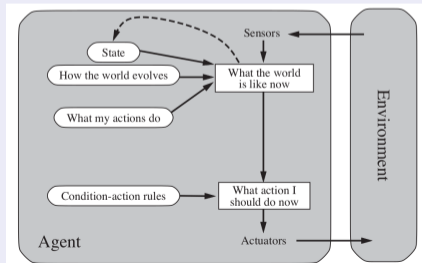 Sensors
State
How the world evolves
What the world
is like now
What my actions do
Environment
Condition-action rules
What action I
should do now
Agent
Actuators